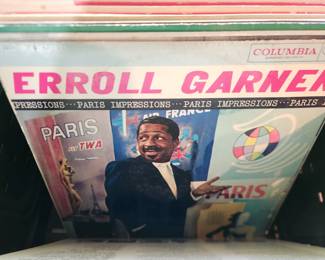 COLUMBIA
ERROLL GARNER
PRESSIONS···PARIS IMPRESSIONS···PARIS IMPRESSIONS···PARIS
PARIS
TWA
AIR FRANCE
PARIS